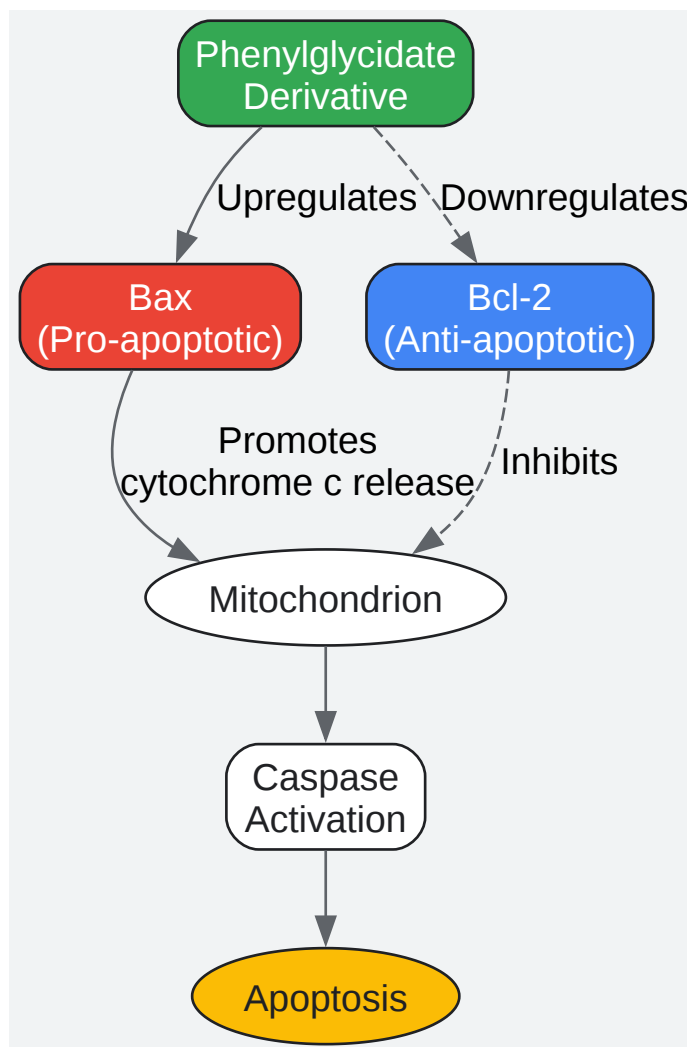 Phenylglycidate
Derivative
Upregulates
Downregulates
Bax
(Pro-apoptotic)
Bcl-2
(Anti-apoptotic)
Promotes
cytochrome c release
Inhibits
Mitochondrion
Caspase
Activation
Apoptosis